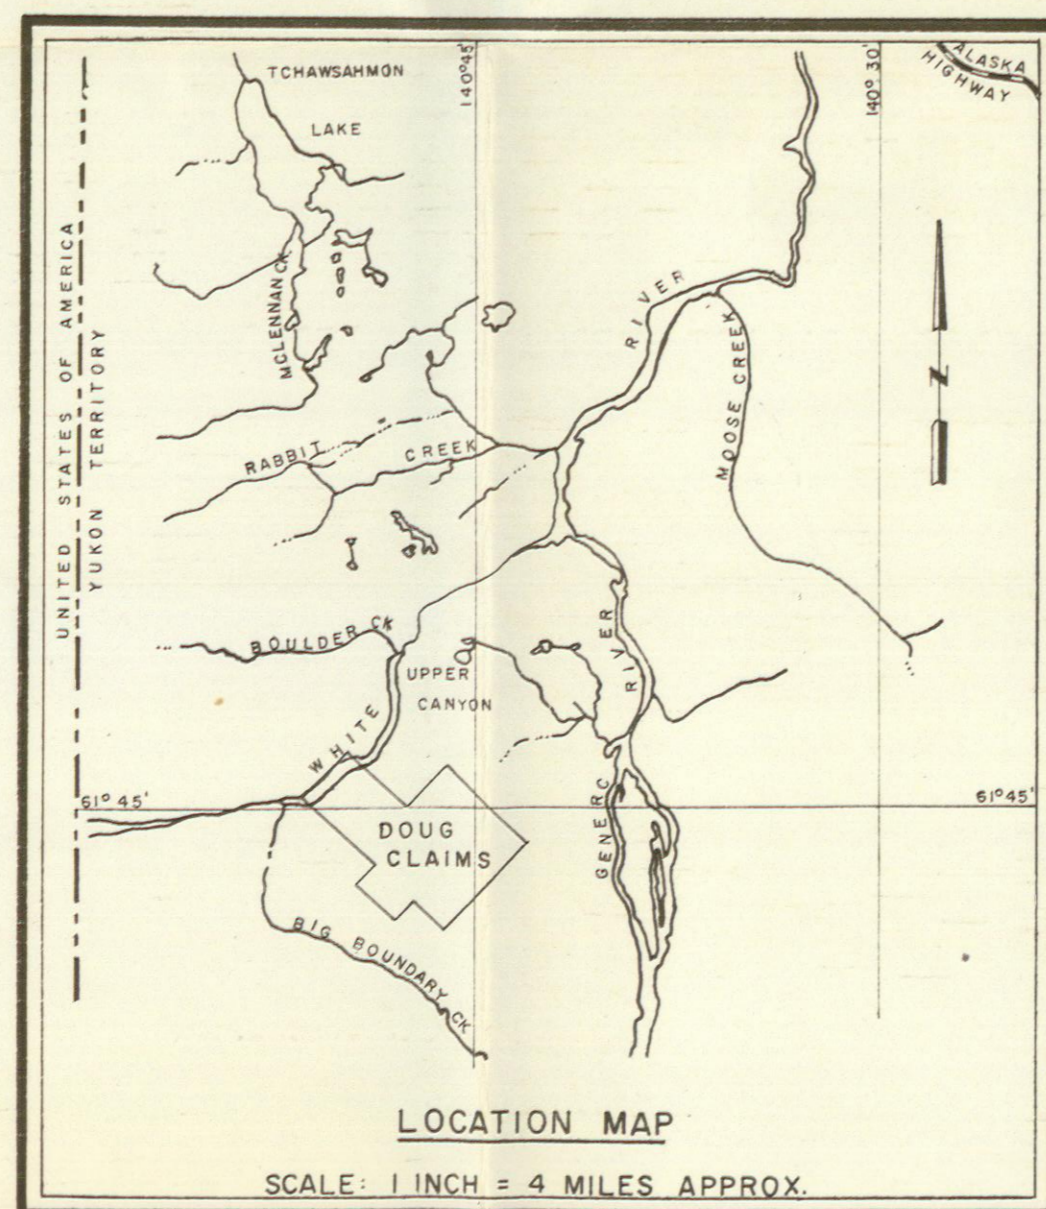 TCHAWSAHMON
LAKE
140°45'
140° 30'
ALASKA
HIGHWAY
UNITED STATES OF AMERICA
YUKON TERRITORY
MCLENNAN CK.
RIVER
MOOSE CREEK
N
RABBIT CREEK
BOULDER CK
UPPER
CANYON
WHITE
RIVER
GENERC
61° 45'
61°45'
DOUG
CLAIMS
BIG BOUNDARY CK
LOCATION MAP
SCALE: 1 INCH = 4 MILES APPROX.